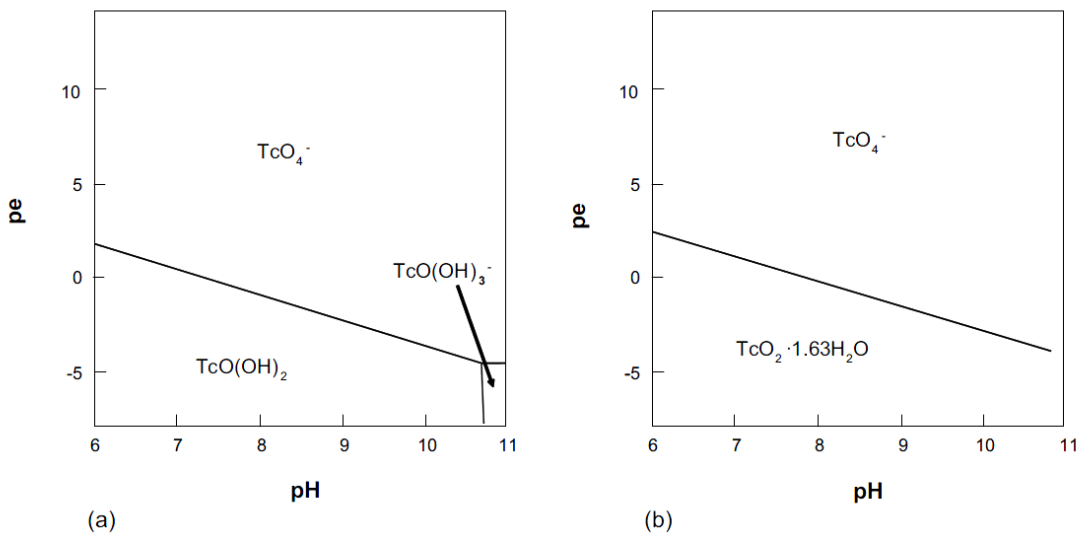 pe
10
5
0
-5
TcO₄⁻
TcO(OH)₃⁻
TcO(OH)₂
6 7 8 9 10 11
pH
(a)
pe
10
5
0
-5
TcO₄⁻
TcO₂ ·1.63H₂O
6 7 8 9 10 11
pH
(b)